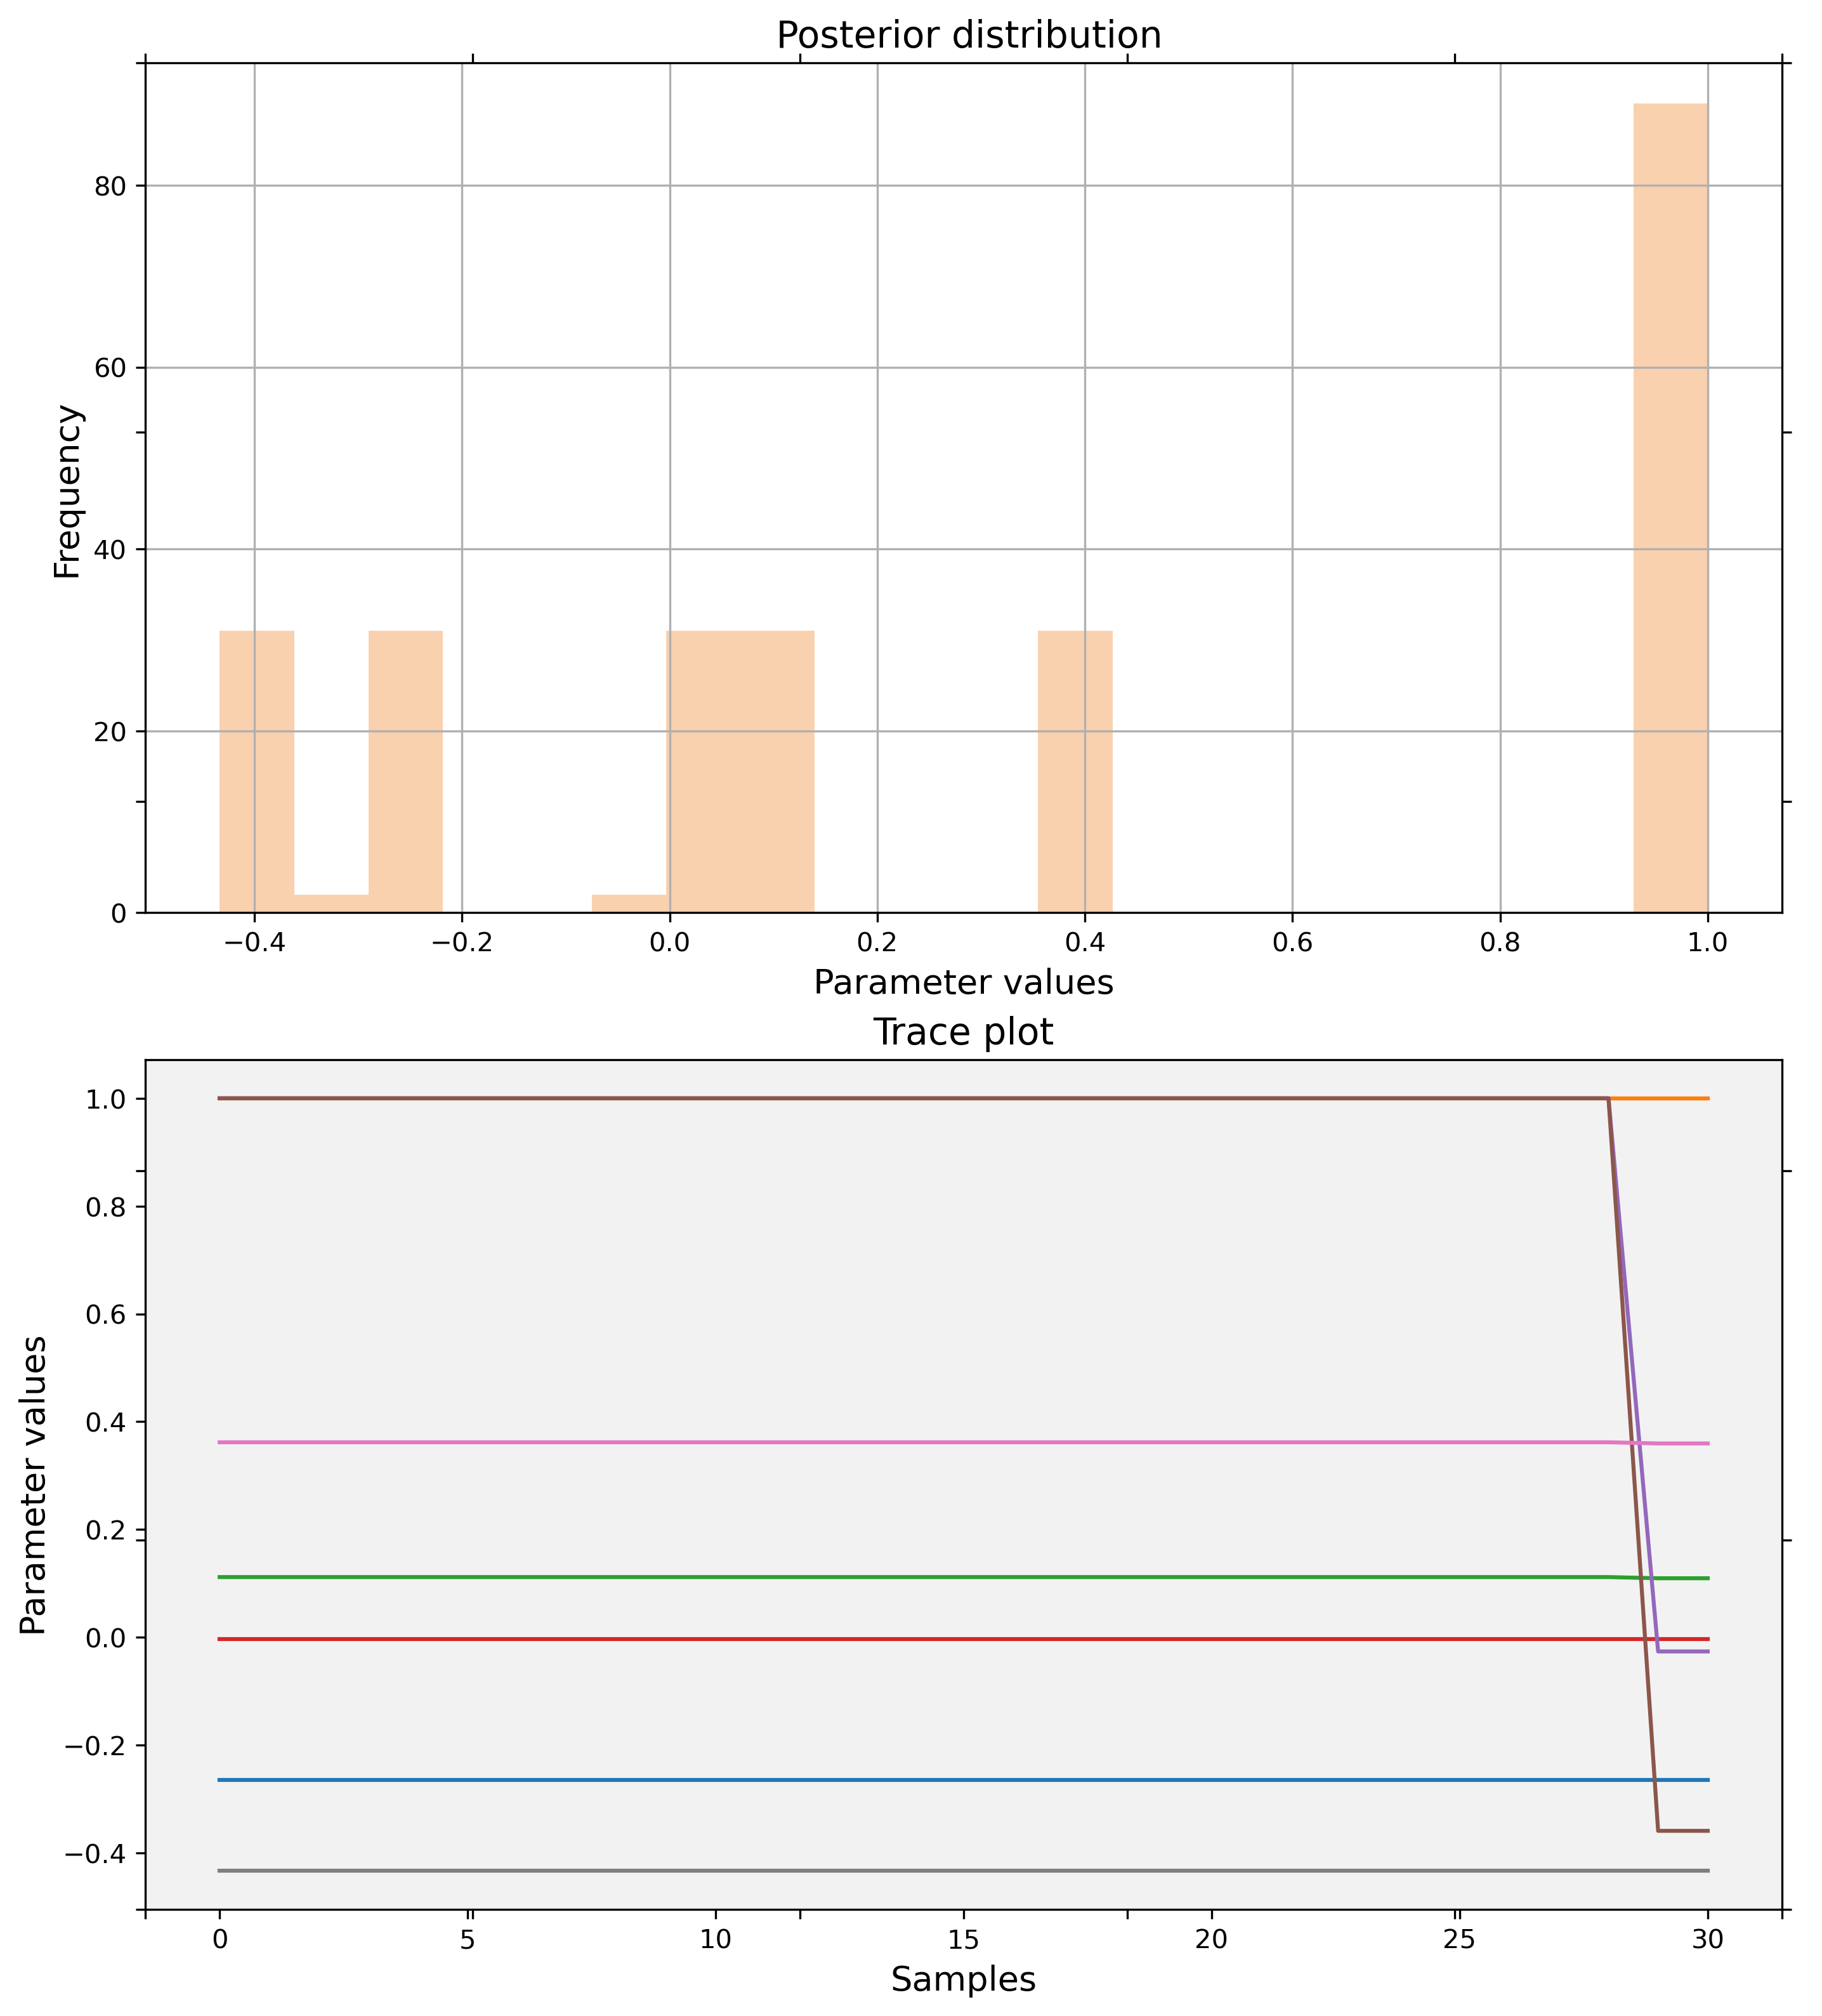 Posterior distribution
Frequency
80
60
40
20
0
−0.4 −0.2 0.0 0.2 0.4 0.6 0.8 1.0
Parameter values
Trace plot
Parameter values
1.0
0.8
0.6
0.4
0.2
0.0
−0.2
−0.4
0 5 10 15 20 25 30
Samples